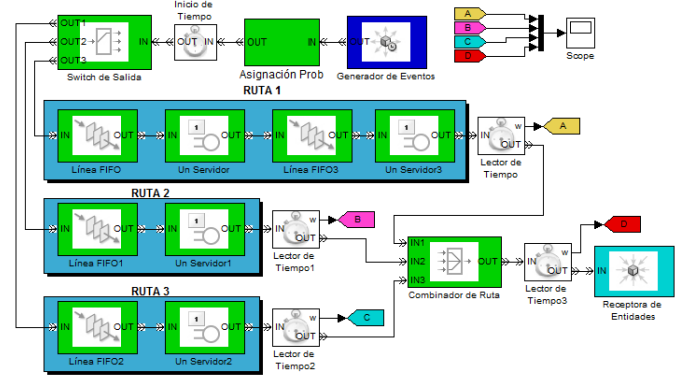 Inicio de
Tiempo
OUT1
OUT2
OUT3
IN
Switch de Salida
OUT IN
OUT
IN
Asignación Prob
OUT
Generador de Eventos
A
B
C
D
Scope
RUTA 1
IN
OUT
Línea FIFO
IN
1
OUT
Un Servidor
IN
OUT
Línea FIFO3
IN
1
OUT
Un Servidor3
IN
w
OUT
Lector de
Tiempo
A
RUTA 2
IN
OUT
Línea FIFO1
IN
1
OUT
Un Servidor1
IN
w
OUT
Lector de
Tiempo1
B
IN1
IN2
IN3
OUT
Combinador de Ruta
IN
w
OUT
Lector de
Tiempo3
D
IN
Receptora de
Entidades
RUTA 3
IN
OUT
Línea FIFO2
IN
1
OUT
Un Servidor2
IN
w
OUT
Lector de
Tiempo2
C